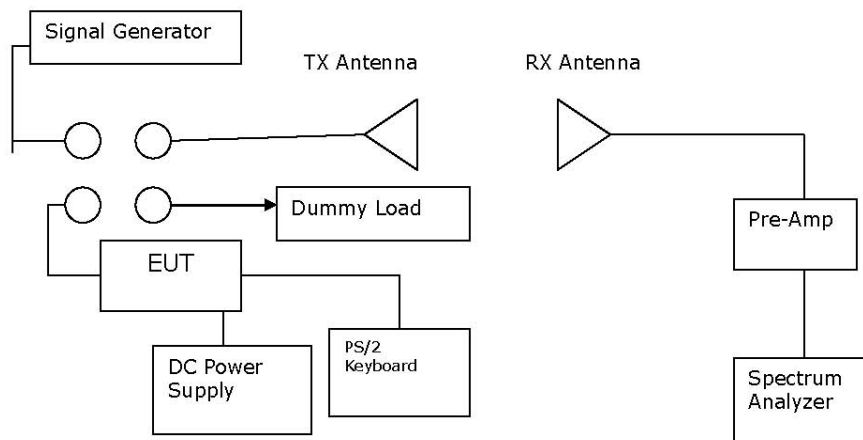 Signal Generator
TX Antenna
RX Antenna
Dummy Load
Pre-Amp
EUT
PS/2
Keyboard
DC Power
Supply
Spectrum
Analyzer